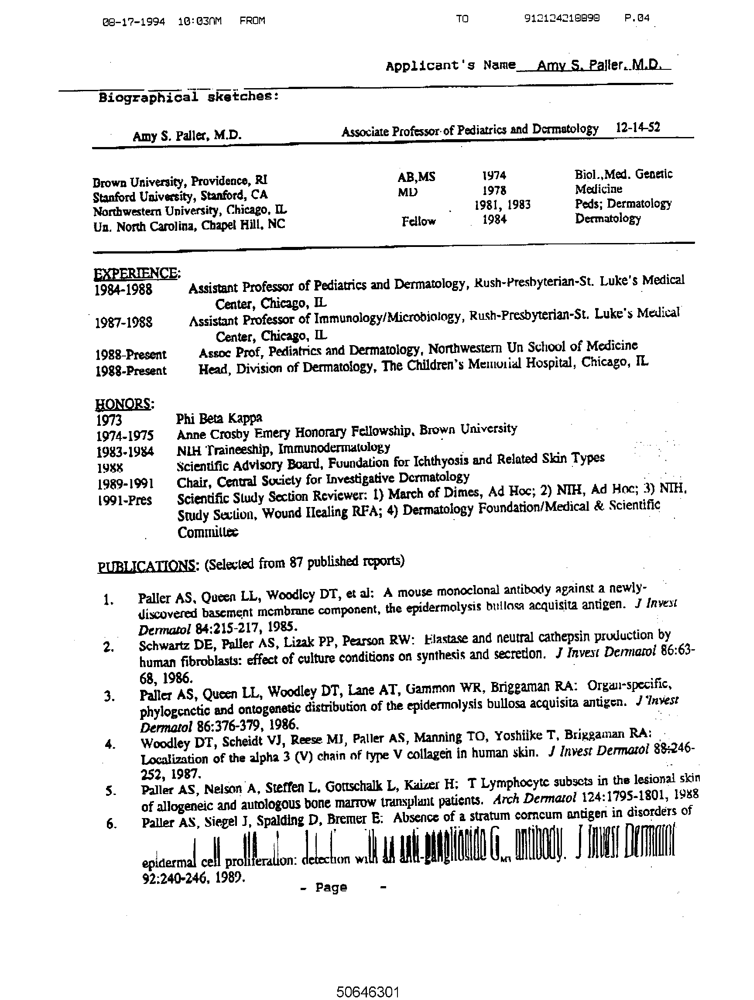 08-17-1994 10:03AM FROM TO 912124218898 P.04
Applicant's Name Amy S. Paller, M.D.
Biographical sketches:
Amy S. Paller, M.D. Associate Professor of Pediatrics and Dermatology 12-14-52
Brown University, Providence, RI AB,MS 1974 Biol.,Med. Genetic
Stanford University, Stanford, CA MD 1978 Medicine
Northwestern University, Chicago, IL 1981, 1983 Peds; Dermatology
Un. North Carolina, Chapel Hill, NC Fellow 1984 Dermatology
EXPERIENCE:
1984-1988 Assistant Professor of Pediatrics and Dermatology, Rush-Presbyterian-St. Luke's Medical
Center, Chicago, IL
1987-1988 Assistant Professor of Immunology/Microbiology, Rush-Presbyterian-St. Luke's Medical
Center, Chicago, IL
1988-Present Assoc Prof, Pediatrics and Dermatology, Northwestern Un School of Medicine
1988-Present Head, Division of Dermatology, The Children's Memorial Hospital, Chicago, IL
HONORS:
1973 Phi Beta Kappa
1974-1975 Anne Crosby Emery Honorary Fellowship, Brown University
1983-1984 NIH Traineeship, Immunodermatology
1988 Scientific Advisory Board, Foundation for Ichthyosis and Related Skin Types
1989-1991 Chair, Central Society for Investigative Dermatology
1991-Pres Scientific Study Section Reviewer: 1) March of Dimes, Ad Hoc; 2) NIH, Ad Hoc; 3) NIH,
Study Section, Wound Healing RFA; 4) Dermatology Foundation/Medical & Scientific
Committee
PUBLICATIONS: (Selected from 87 published reports)
1. Paller AS, Queen LL, Woodley DT, et al: A mouse monoclonal antibody against a newly-
discovered basement membrane component, the epidermolysis bullosa acquisita antigen. J Invest
Dermatol 84:215-217, 1985.
2. Schwartz DE, Paller AS, Lizak PP, Pearson RW: Elastase and neutral cathepsin production by
human fibroblasts: effect of culture conditions on synthesis and secretion. J Invest Dermatol 86:63-
68, 1986.
3. Paller AS, Queen LL, Woodley DT, Lane AT, Gammon WR, Briggaman RA: Organ-specific,
phylogenetic and ontogenetic distribution of the epidermolysis bullosa acquisita antigen. J Invest
Dermatol 86:376-379, 1986.
4. Woodley DT, Scheidt VJ, Reese MJ, Paller AS, Manning TO, Yoshiike T, Briggaman RA:
Localization of the alpha 3 (V) chain of type V collagen in human skin. J Invest Dermatol 88:246-
252, 1987.
5. Paller AS, Nelson A, Steffen L, Gottschalk L, Kaizer H: T Lymphocyte subsets in the lesional skin
of allogeneic and autologous bone marrow transplant patients. Arch Dermatol 124:1795-1801, 1988
6. Paller AS, Siegel J, Spalding D, Bremer E: Absence of a stratum corneum antigen in disorders of
epidermal cell proliferation: detection with an anti-ganglioside G antibody. J Invest Dermatol
92:240-246, 1989.
- Page -
50646301